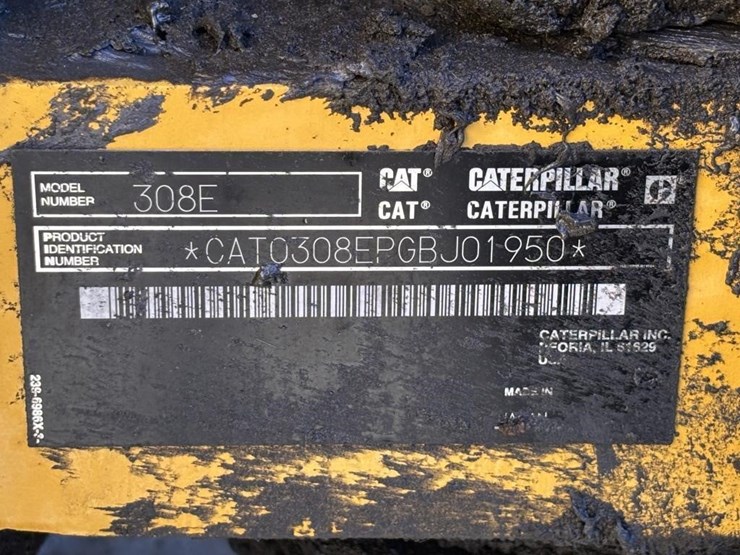 MODEL NUMBER 308E
CAT® CATERPILLAR®
CAT® CATERPILLAR®
PRODUCT IDENTIFICATION NUMBER *CAT0308EPGBJ01950*
CATERPILLAR INC.
PEORIA, IL 61629
MADE IN